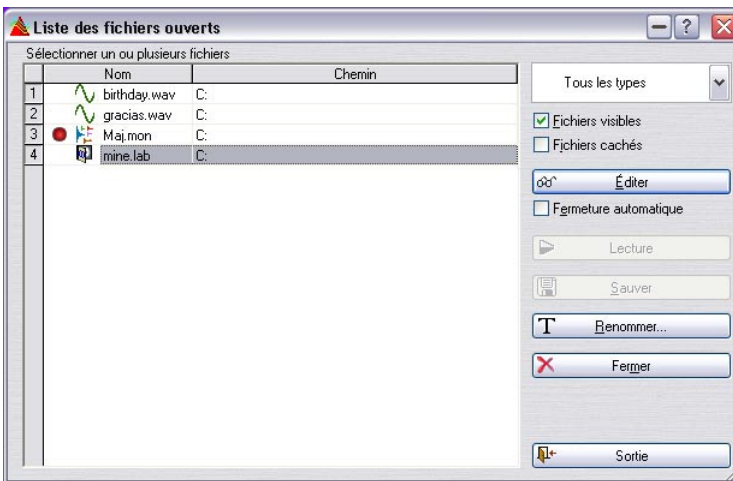 Liste des fichiers ouverts
Sélectionner un ou plusieurs fichiers
Nom Chemin
1 birthday.wav C:
2 gracias.wav C:
3 Maj.mon C:
4 mine.lab C:
Tous les types
Fichiers visibles
Fichiers cachés
Éditer
Fermeture automatique
Lecture
Sauver
T Renommer...
Fermer
Sortie